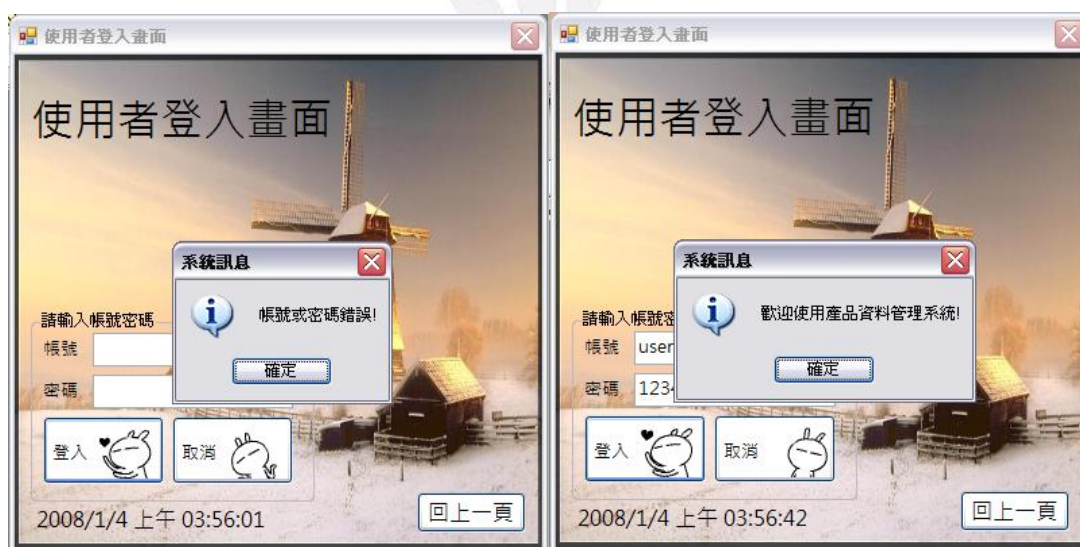 使用者登入畫面
使用者登入畫面
系統訊息
帳號或密碼錯誤!
確定
請輸入帳號密碼
帳號
密碼
登入
取消
2008/1/4 上午 03:56:01
回上一頁
使用者登入畫面
使用者登入畫面
系統訊息
歡迎使用產品資料管理系統!
確定
請輸入帳號密
帳號 user
密碼 1234
登入
取消
2008/1/4 上午 03:56:42
回上一頁